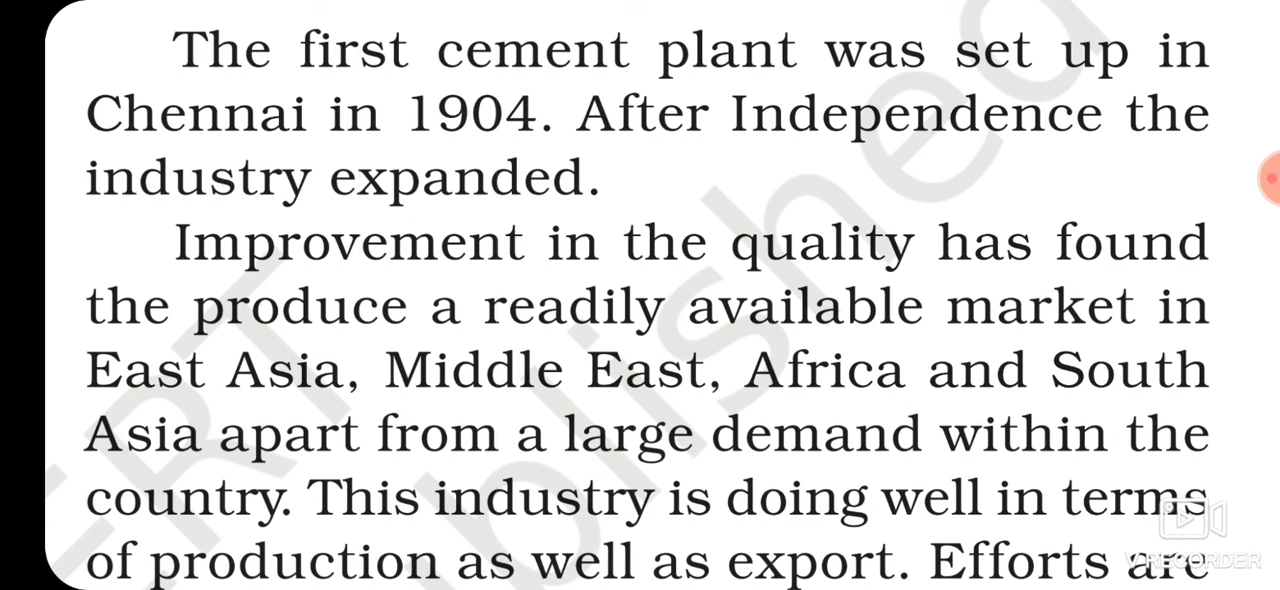 The first cement plant was set up in
Chennai in 1904. After Independence the
industry expanded.
Improvement in the quality has found
the produce a readily available market in
East Asia, Middle East, Africa and South
Asia apart from a large demand within the
country. This industry is doing well in terms
of production as well as export. Efforts are
V RECORDER